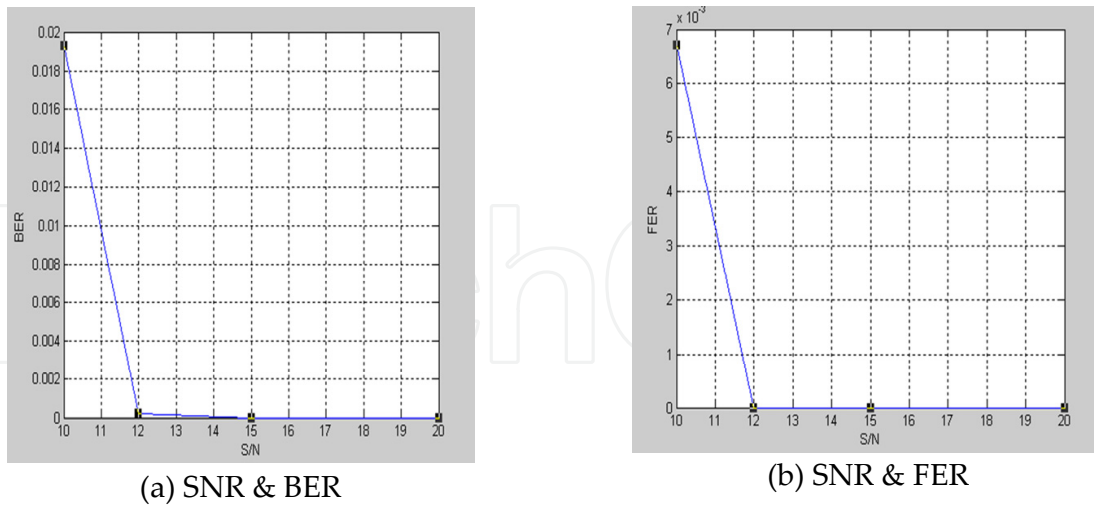 0.02
0.018
0.016
0.014
0.012
0.01
0.008
0.006
0.004
0.002
0
BER
10 11 12 13 14 15 16 17 18 19 20
S/N
(a) SNR & BER
x 10⁻³
7
6
5
4
3
2
1
0
FER
10 11 12 13 14 15 16 17 18 19 20
S/N
(b) SNR & FER